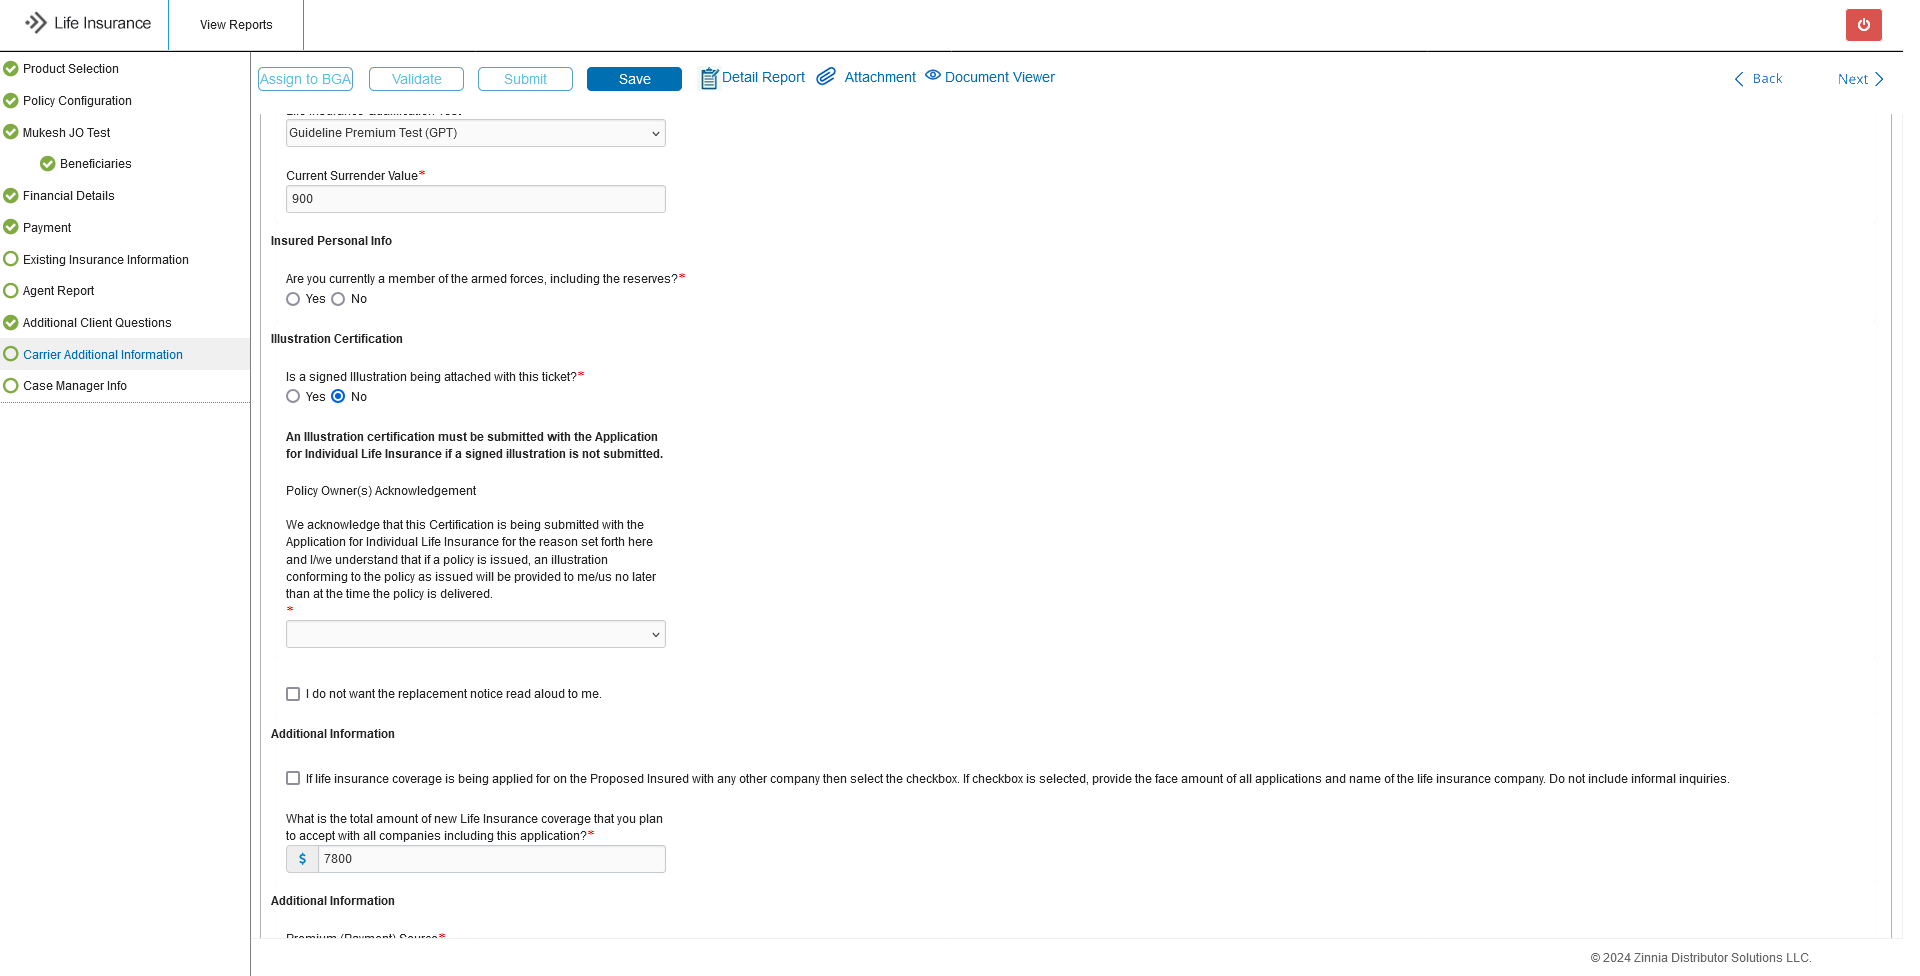 Life Insurance
View Reports
Product Selection
Policy Configuration
Mukesh JO Test
Beneficiaries
Financial Details
Payment
Existing Insurance Information
Agent Report
Additional Client Questions
Carrier Additional Information
Case Manager Info
Assign to BGA
Validate
Submit
Save
Detail Report
Attachment
Document Viewer
Back
Next
Life Insurance Qualification Test
Guideline Premium Test (GPT)
Current Surrender Value*
900
Insured Personal Info
Are you currently a member of the armed forces, including the reserves?*
Yes No
Illustration Certification
Is a signed Illustration being attached with this ticket?*
Yes No
An Illustration certification must be submitted with the Application
for Individual Life Insurance if a signed illustration is not submitted.
Policy Owner(s) Acknowledgement
We acknowledge that this Certification is being submitted with the
Application for Individual Life Insurance for the reason set forth here
and I/we understand that if a policy is issued, an illustration
conforming to the policy as issued will be provided to me/us no later
than at the time the policy is delivered.
*
I do not want the replacement notice read aloud to me.
Additional Information
If life insurance coverage is being applied for on the Proposed Insured with any other company then select the checkbox. If checkbox is selected, provide the face amount of all applications and name of the life insurance company. Do not include informal inquiries.
What is the total amount of new Life Insurance coverage that you plan
to accept with all companies including this application?*
$ 7800
Additional Information
Premium (Payment) Source*
© 2024 Zinnia Distributor Solutions LLC.